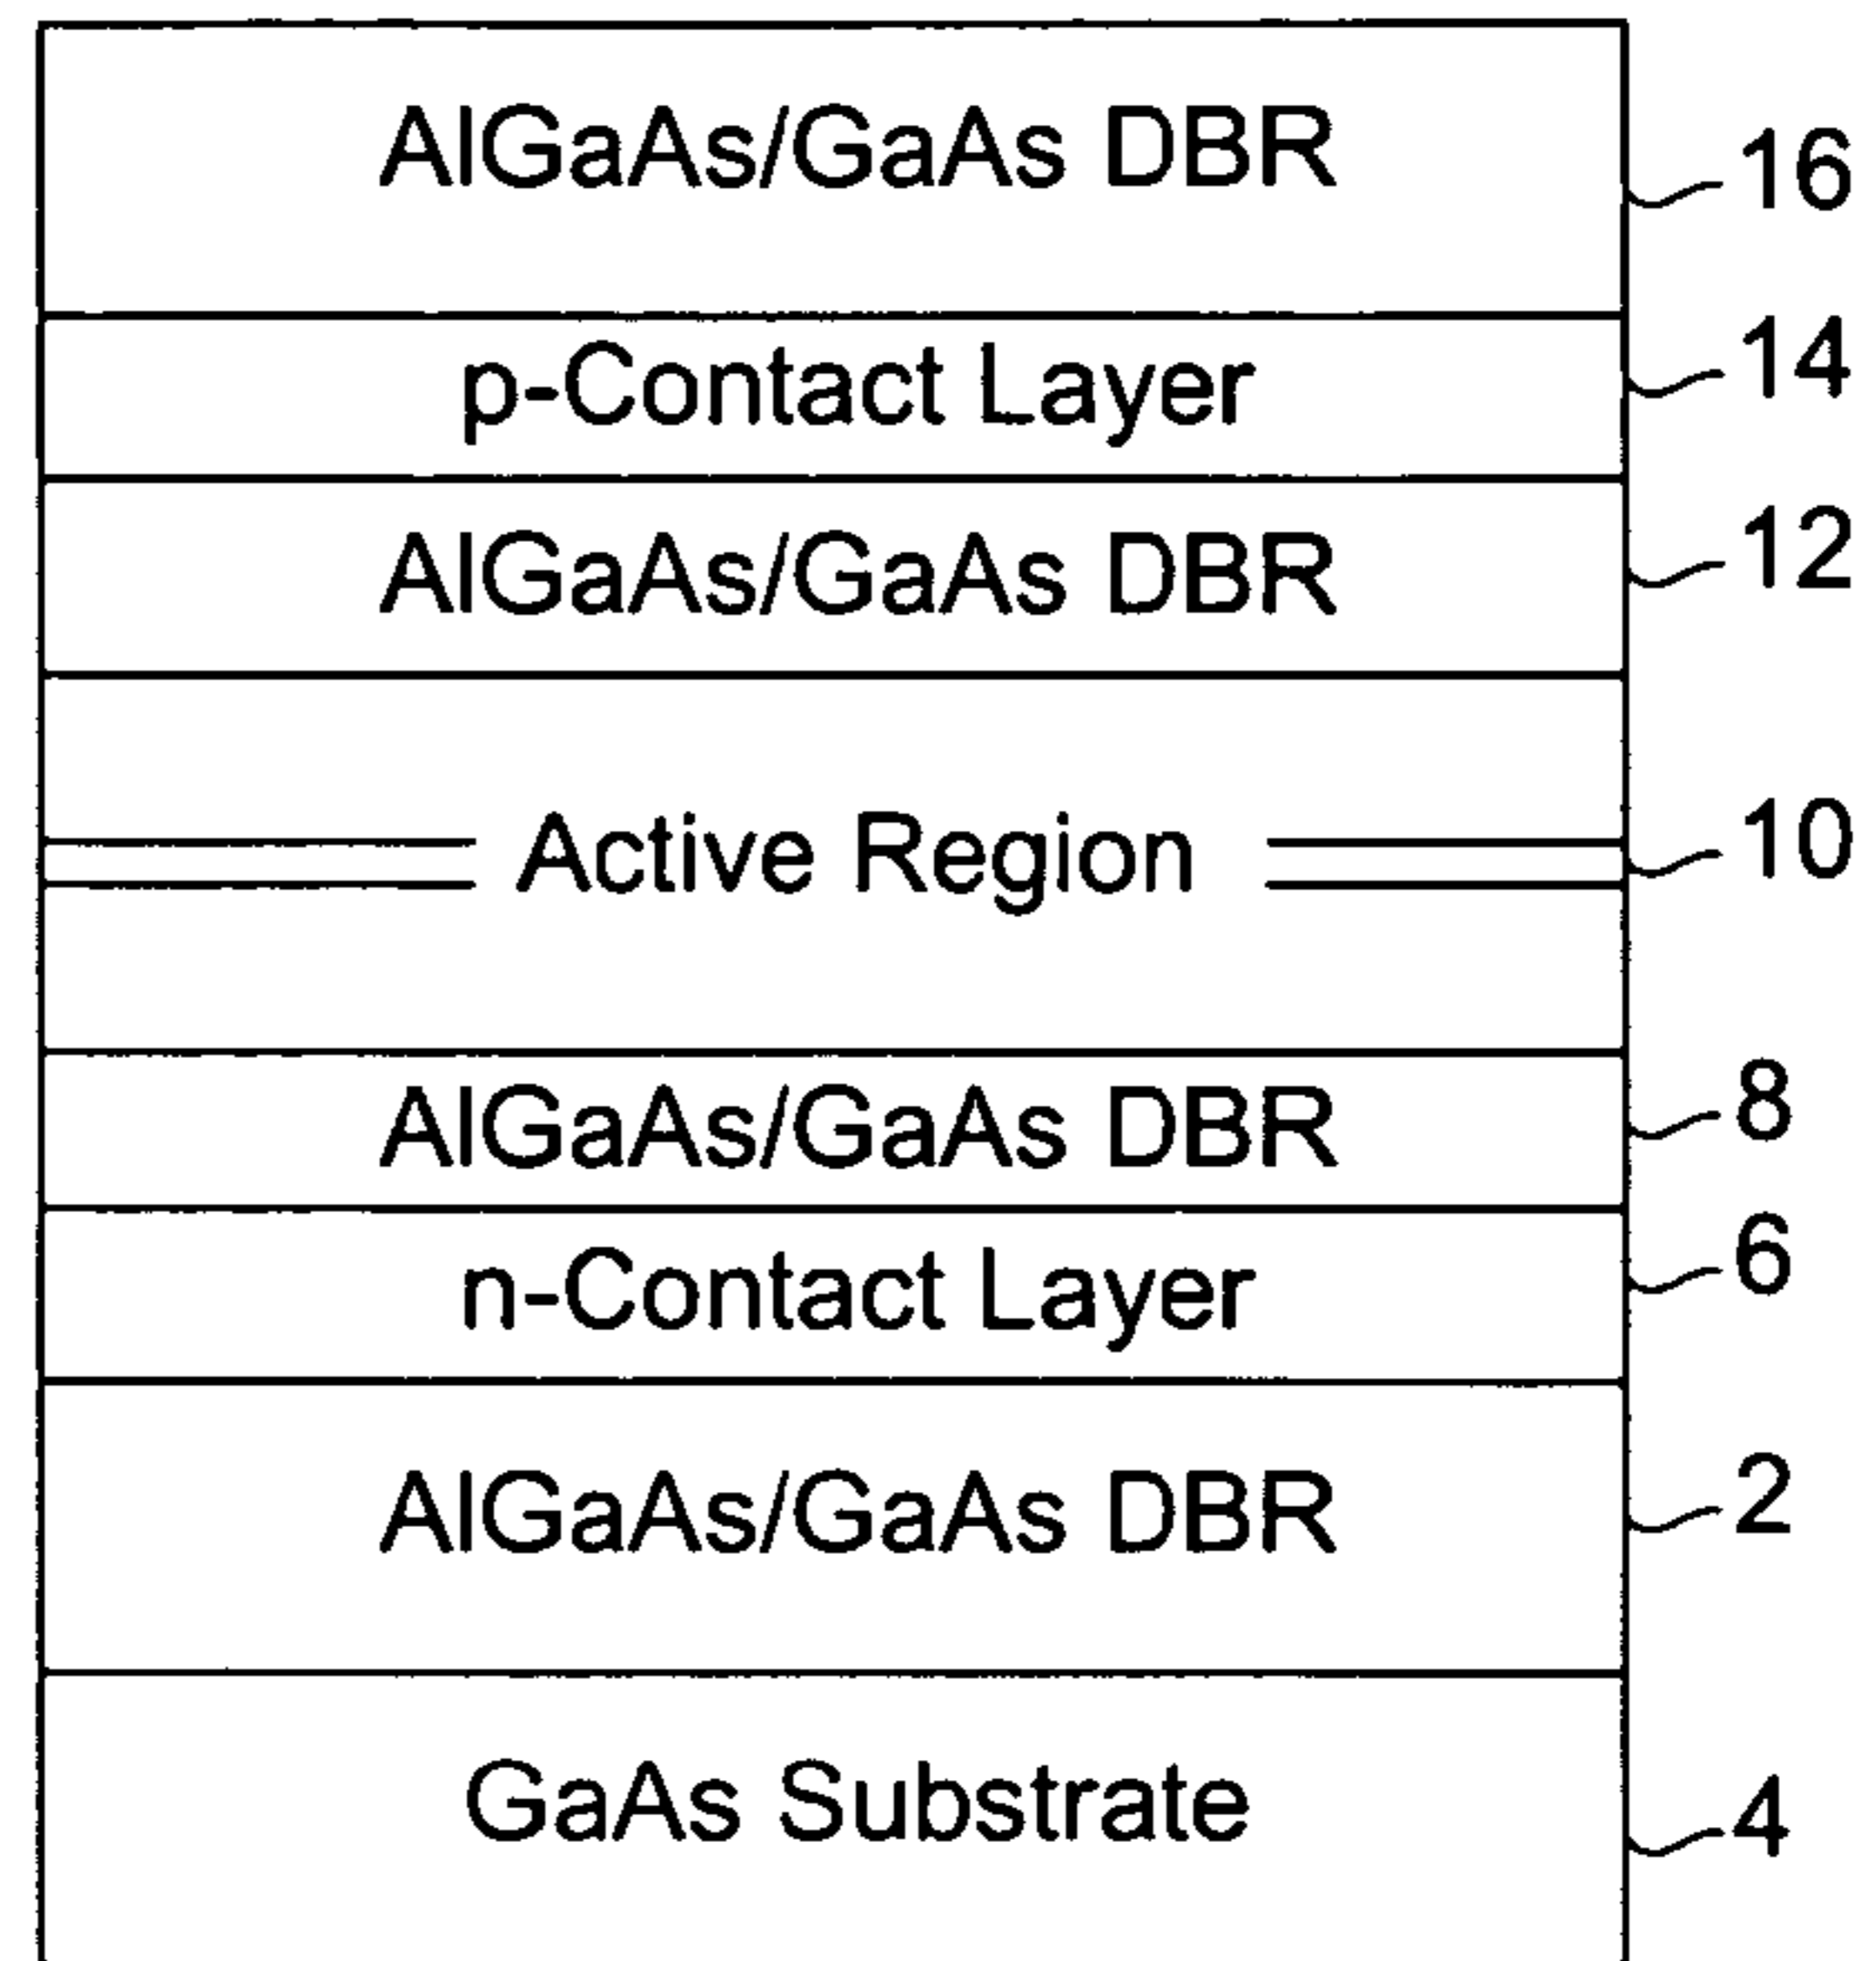 AlGaAs/GaAs DBR 16
p-Contact Layer 14
AlGaAs/GaAs DBR 12
Active Region 10
AlGaAs/GaAs DBR 8
n-Contact Layer 6
AlGaAs/GaAs DBR 2
GaAs Substrate 4